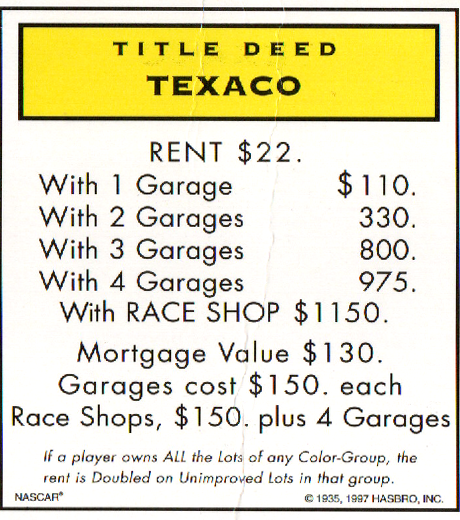 TITLE DEED
TEXACO
RENT $22.
With 1 Garage $110.
With 2 Garages 330.
With 3 Garages 800.
With 4 Garages 975.
With RACE SHOP $1150.
Mortgage Value $130.
Garages cost $150. each
Race Shops, $150. plus 4 Garages
If a player owns ALL the Lots of any Color-Group, the
rent is Doubled on Unimproved Lots in that group.
NASCAR® © 1935, 1997 HASBRO, INC.